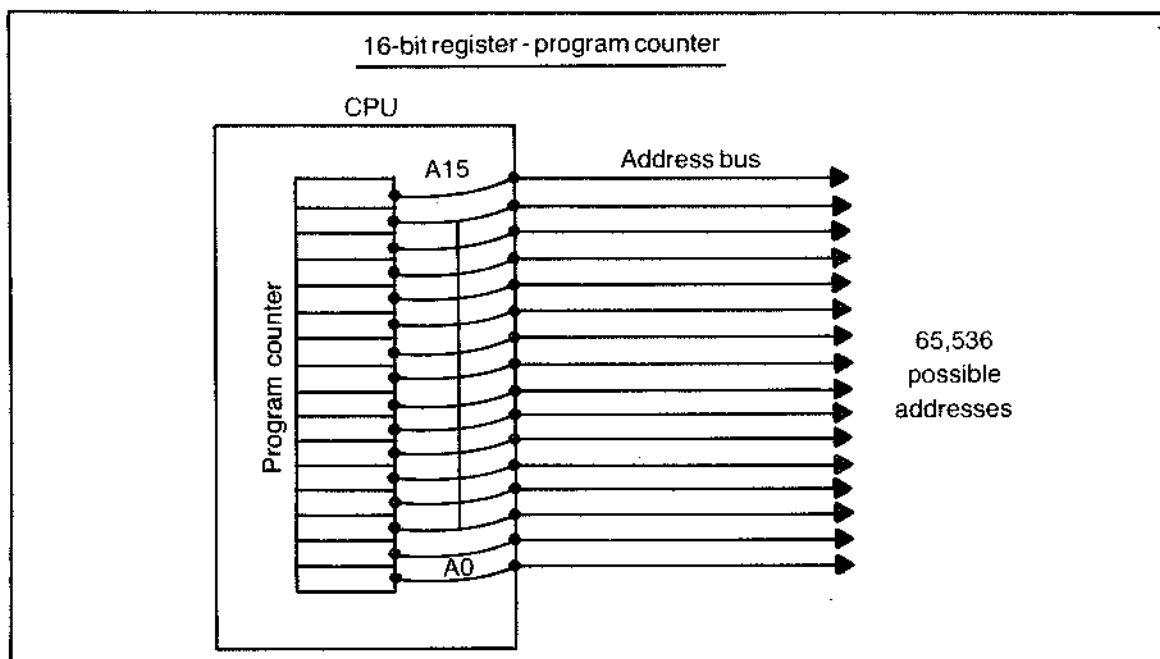 16-bit register - program counter
CPU
A15
Address bus
Program counter
65,536
possible
addresses
A0